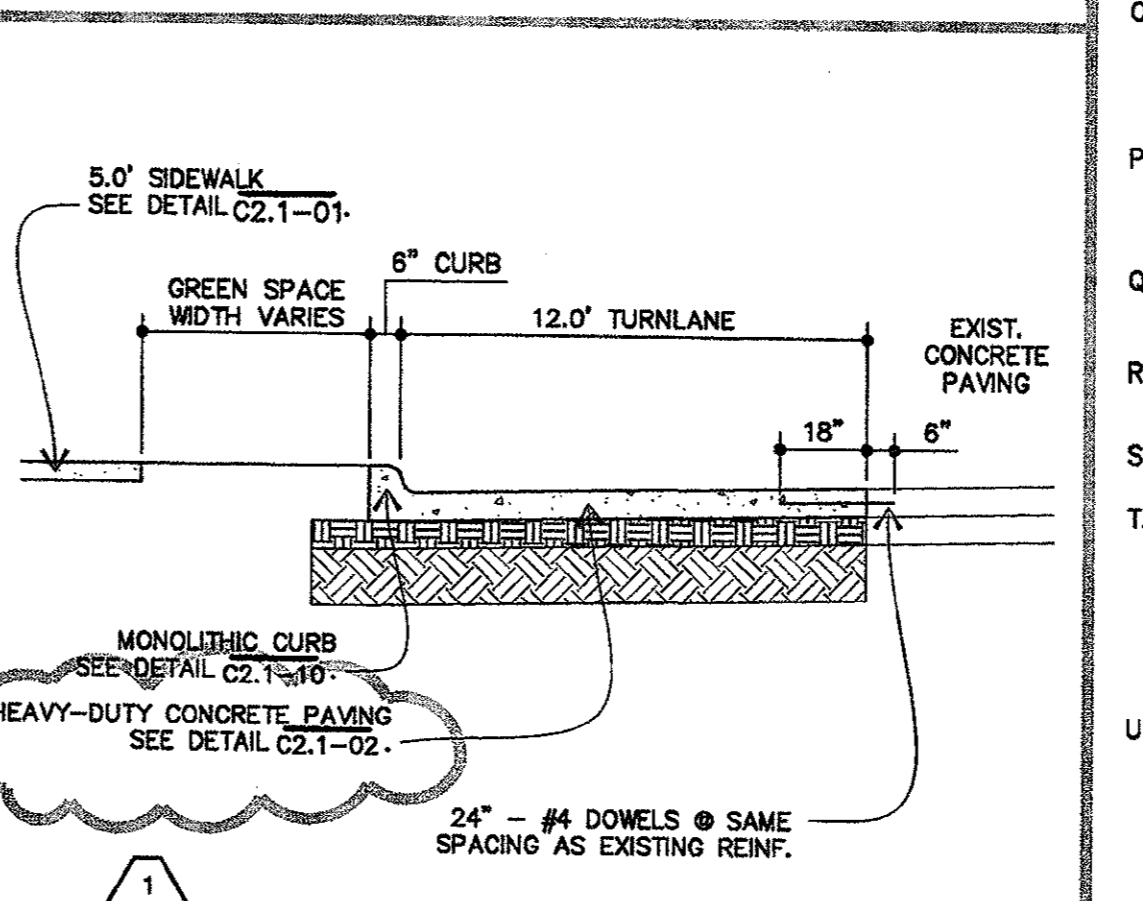 5.0' SIDEWALK
SEE DETAIL C2.1-01.
6" CURB
GREEN SPACE
WIDTH VARIES
12.0' TURNLANE
EXIST.
CONCRETE
PAVING
18"
6"
MONOLITHIC CURB
SEE DETAIL C2.1-10.
HEAVY-DUTY CONCRETE PAVING
SEE DETAIL C2.1-02.
24" - #4 DOWELS @ SAME
SPACING AS EXISTING REINF.
1
P
Q
R
S
T.
U